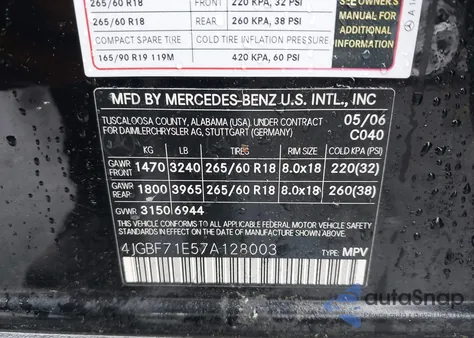 265/60 R18 FRONT 220 KPA, 32 PSI
265/60 R18 REAR 260 KPA, 38 PSI
COMPACT SPARE TIRE COLD TIRE INFLATION PRESSURE
165/90 R19 119M 420 KPA, 60 PSI
SEE OWNERS
MANUAL FOR
ADDITIONAL
INFORMATION
MFD BY MERCEDES-BENZ U.S. INTL., INC
TUSCALOOSA COUNTY, ALABAMA (USA) UNDER CONTRACT 05/06
FOR DAIMLERCHRYSLER AG, STUTTGART (GERMANY) C040
KG LB TIRES RIM SIZE COLD TIRE PRESSURE
GAWR FRONT: 1470 3240 265/60 R18 8.0x18 220(32)
GAWR REAR: 1800 3965 265/60 R18 8.0x18 260(38)
GVWR 3150 6944
THIS VEHICLE CONFORMS TO ALL APPLICABLE FEDERAL MOTOR
VEHICLE SAFETY STANDARDS IN EFFECT ON THE DATE OF
MANUFACTURE SHOWN ABOVE
4JGBF71E57A128003 TYPE: MPV
autoSnap